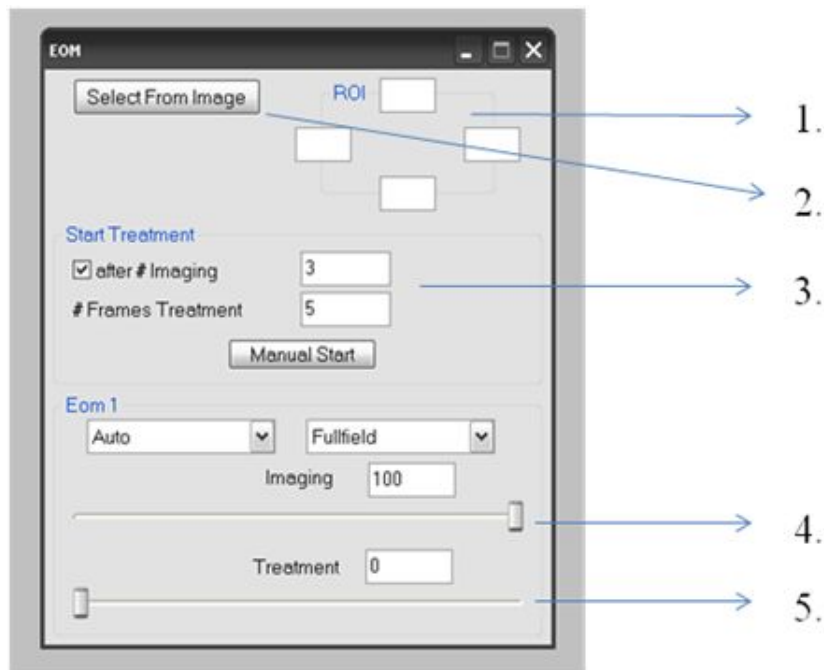 EOM
Select From Image
ROI
1.
2.
Start Treatment
after # Imaging 3
3.
# Frames Treatment 5
Manual Start
Eom 1
Auto Fullfield
Imaging 100
4.
Treatment 0
5.